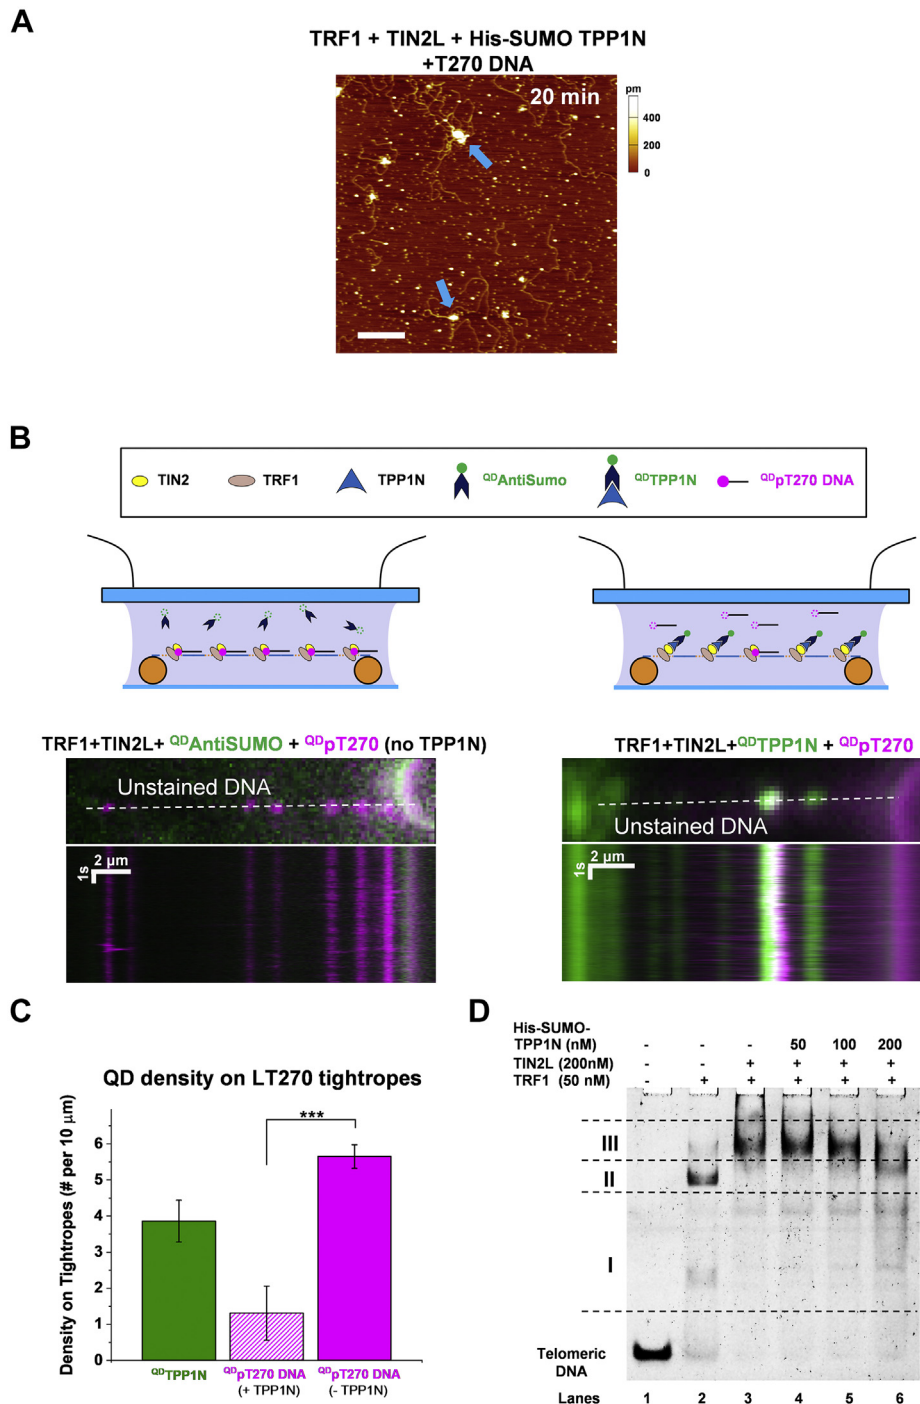 A
TRF1 + TIN2L + His-SUMO TPP1N
+T270 DNA
20 min
pm
400
200
0
B
TIN2 TRF1 TPP1N QDAntiSumo QDTPP1N QDpT270 DNA
TRF1+TIN2L+ QDAntiSUMO + QDpT270 (no TPP1N)
Unstained DNA
2 µm
1s
TRF1+TIN2L+QDTPP1N + QDpT270
Unstained DNA
2 µm
1s
C
QD density on LT270 tightropes
Density on Tightropes (# per 10 µm)
6
5
4
3
2
1
0
***
QDTPP1N
QDpT270 DNA
(+ TPP1N)
QDpT270 DNA
(- TPP1N)
D
His-SUMO-
TPP1N (nM) - - - 50 100 200
TIN2L (200nM) - - + + + +
TRF1 (50 nM) - + + + + +
III
II
I
Telomeric
DNA
Lanes 1 2 3 4 5 6